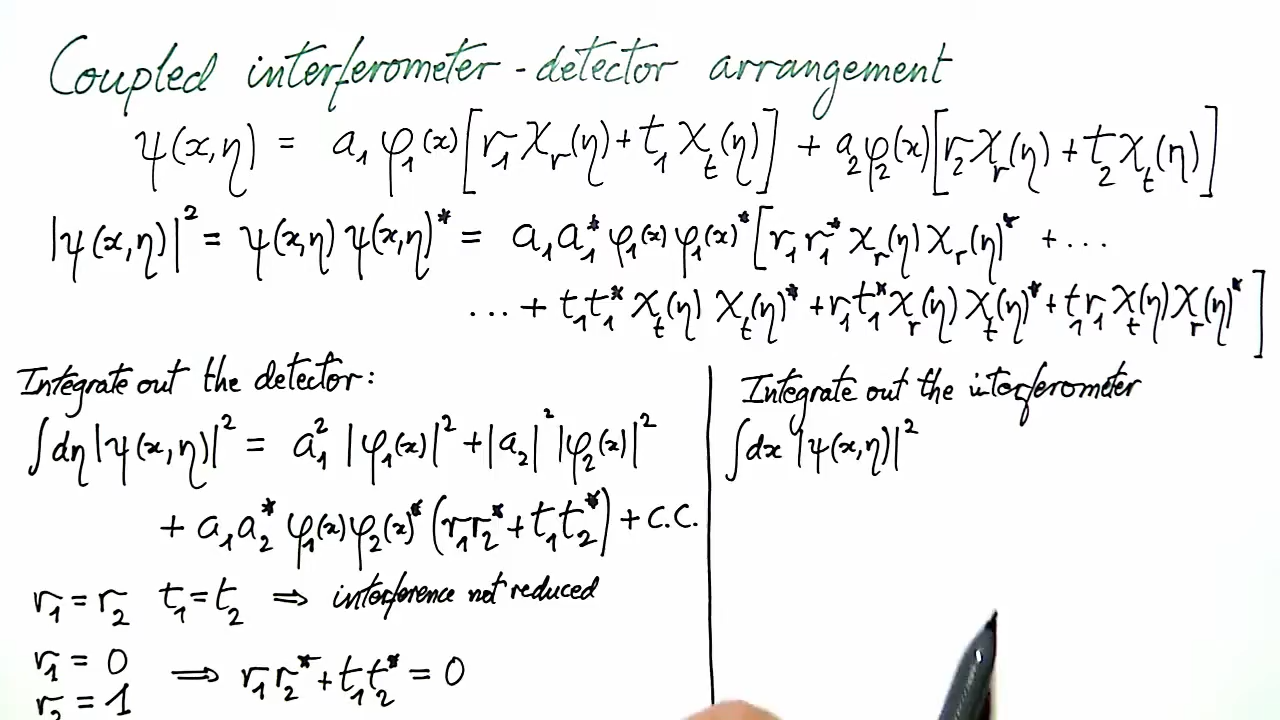 Coupled interferometer - detector arrangement
ψ(x,η) = a₁φ₁(x)[r₁χᵣ(η) + t₁χₜ(η)] + a₂φ₂(x)[r₂χᵣ(η) + t₂χₜ(η)]
|ψ(x,η)|² = ψ(x,η) ψ(x,η)* = a₁a₁* φ₁(x) φ₁(x)* [r₁r₁* χᵣ(η) χᵣ(η)* + ...
... + t₁t₁* χₜ(η) χₜ(η)* + r₁t₁* χᵣ(η) χₜ(η)* + t₁r₁ χₜ(η) χᵣ(η)*]
Integrate out the detector:
∫dη |ψ(x,η)|² = a₁² |φ₁(x)|² + |a₂|² |φ₂(x)|²
+ a₁a₂* φ₁(x) φ₂(x)* (r₁r₂* + t₁t₂*) + c.c.
r₁ = r₂ t₁ = t₂ ⇒ interference not reduced
r₁ = 0
⇒ r₁r₂* + t₁t₂* = 0
r₂ = 1
Integrate out the interferometer
∫dx |ψ(x,η)|²